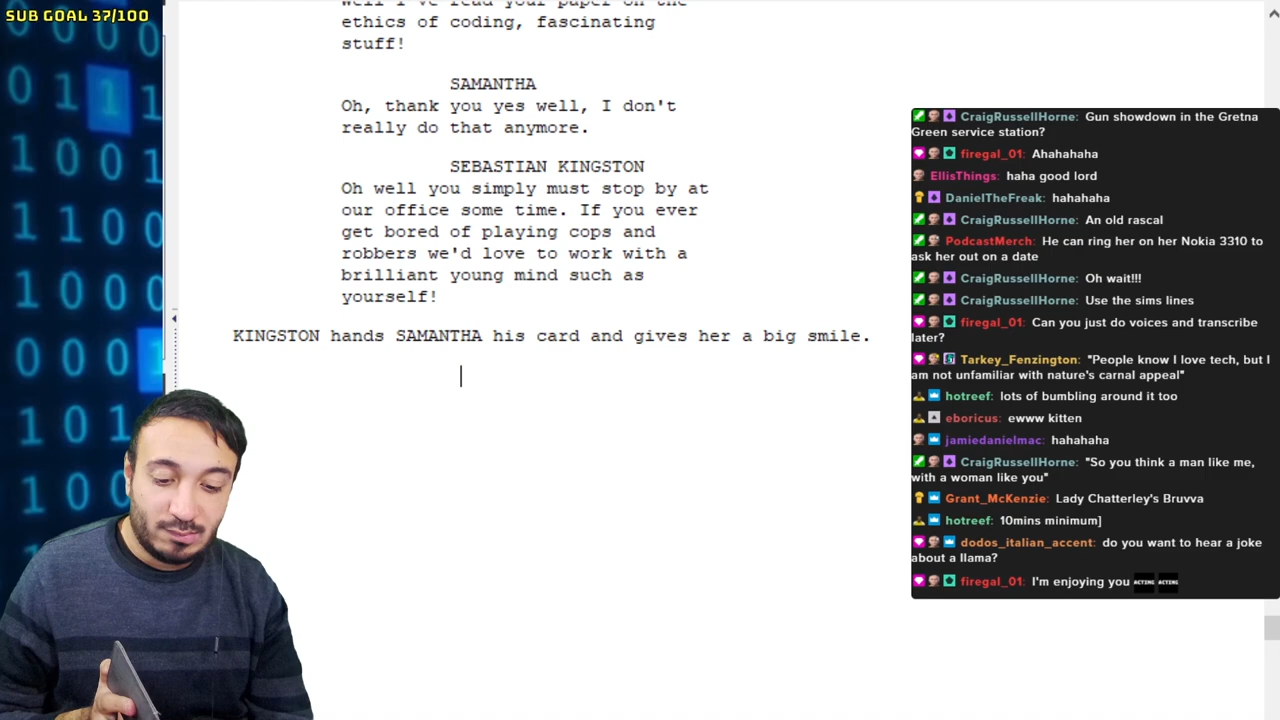 SUB GOAL 37/100
ethics of coding, fascinating
stuff!
SAMANTHA
Oh, thank you yes well, I don't
really do that anymore.
SEBASTIAN KINGSTON
Oh well you simply must stop by at
our office some time. If you ever
get bored of playing cops and
robbers we'd love to work with a
brilliant young mind such as
yourself!
KINGSTON hands SAMANTHA his card and gives her a big smile.
CraigRussellHorne: Gun showdown in the Gretna
Green service station?
firegal_01: Ahahahaha
EllisThings: haha good lord
DanielTheFreak: hahahaha
CraigRussellHorne: An old rascal
PodcastMerch: He can ring her on her Nokia 3310 to
ask her out on a date
CraigRussellHorne: Oh wait!!!
CraigRussellHorne: Use the sims lines
firegal_01: Can you just do voices and transcribe
later?
Tarkey_Fenzington: "People know I love tech, but I
am not unfamiliar with nature's carnal appeal"
hotreef: lots of bumbling around it too
eboricus: ewww kitten
jamiedanielmac: hahahaha
CraigRussellHorne: "So you think a man like me,
with a woman like you"
Grant_McKenzie: Lady Chatterley's Bruvva
hotreef: 10mins minimum]
dodos_italian_accent: do you want to hear a joke
about a llama?
firegal_01: I'm enjoying you ACTING ACTING